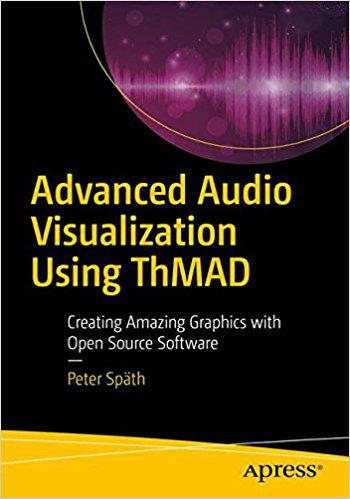 Advanced Audio
Visualization
Using ThMAD
Creating Amazing Graphics with
Open Source Software
—
Peter Späth
Apress®